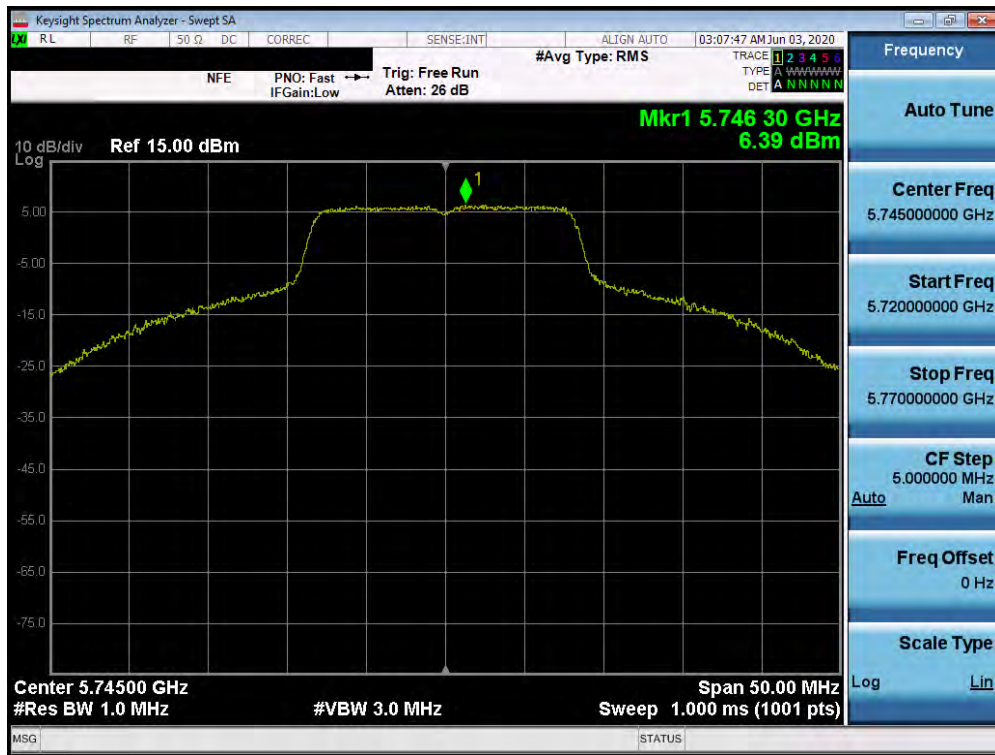 Keysight Spectrum Analyzer - Swept SA
LXI RL RF 50 Ω DC CORREC SENSE:INT ALIGN AUTO 03:07:47 AM Jun 03, 2020
#Avg Type: RMS
TRACE 1 2 3 4 5 6
TYPE A WWWWW
DET A N N N N N
NFE PNO: Fast Trig: Free Run
IFGain:Low Atten: 26 dB
Mkr1 5.746 30 GHz
6.39 dBm
10 dB/div Ref 15.00 dBm
Log
1
5.00
-5.00
-15.0
-25.0
-35.0
-45.0
-55.0
-65.0
-75.0
Center 5.74500 GHz Span 50.00 MHz
#Res BW 1.0 MHz #VBW 3.0 MHz Sweep 1.000 ms (1001 pts)
MSG STATUS
Frequency
Auto Tune
Center Freq
5.745000000 GHz
Start Freq
5.720000000 GHz
Stop Freq
5.770000000 GHz
CF Step
5.000000 MHz
Auto Man
Freq Offset
0 Hz
Scale Type
Log Lin